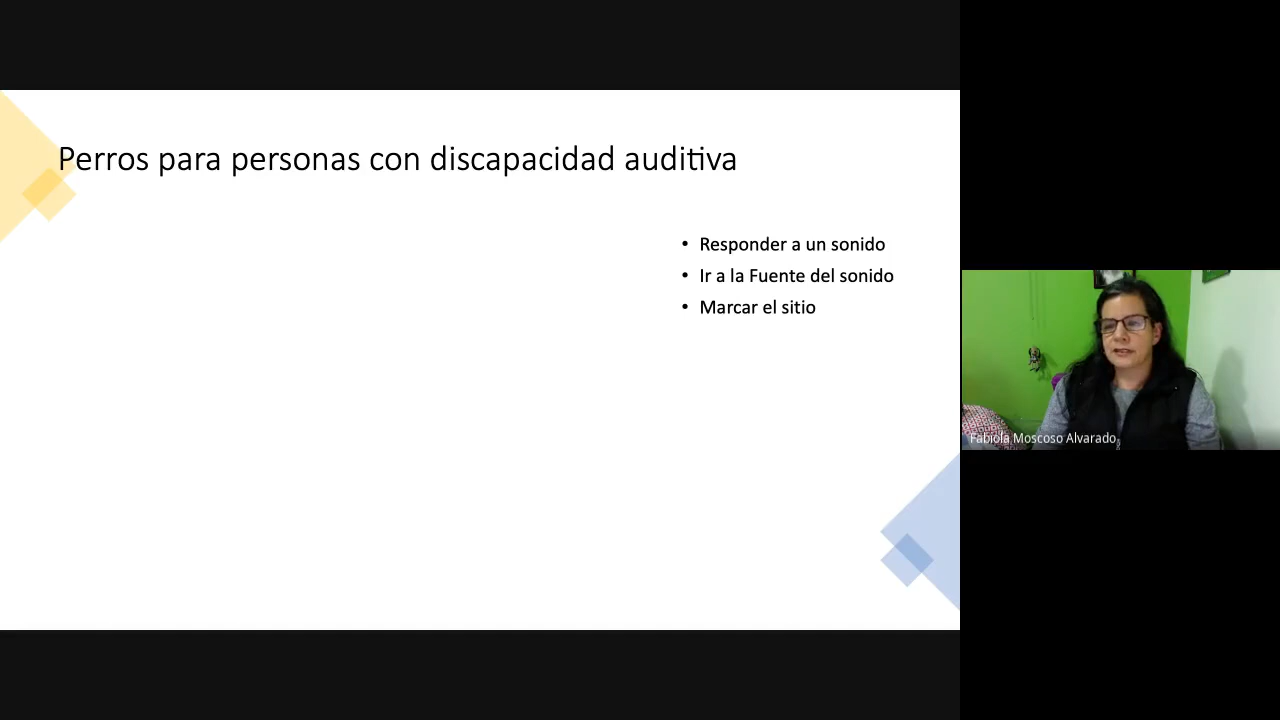 Perros para personas con discapacidad auditiva
• Responder a un sonido
• Ir a la Fuente del sonido
• Marcar el sitio
Fabiola Moscoso Alvarado